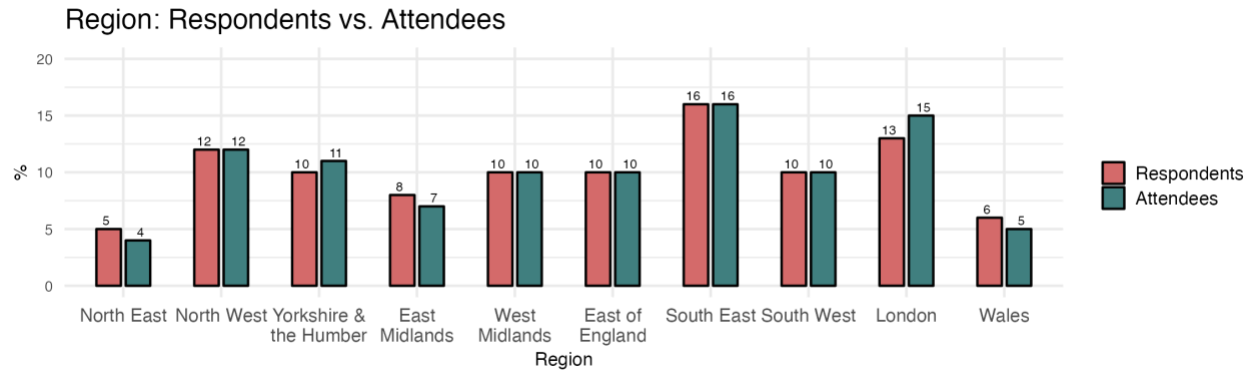 Region: Respondents vs. Attendees
20
15
10
5
0
%
5 4 12 12 10 11 8 7 10 10 10 10 16 16 10 10 13 15 6 5
North East North West Yorkshire & East West East of South East South West London Wales
the Humber Midlands Midlands England
Region
Respondents
Attendees